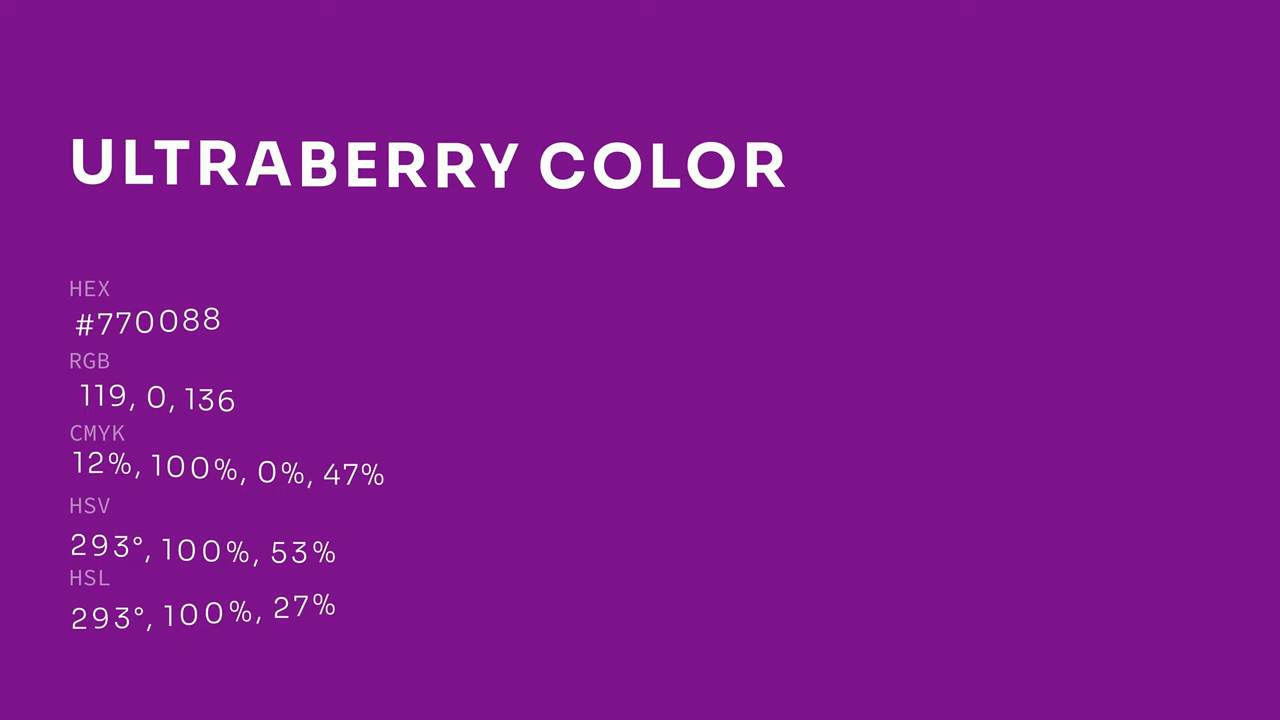 ULTRABERRY COLOR
HEX
#770088
RGB
119, 0, 136
CMYK
12%, 100%, 0%, 47%
HSV
293°, 100%, 53%
HSL
293°, 100%, 27%